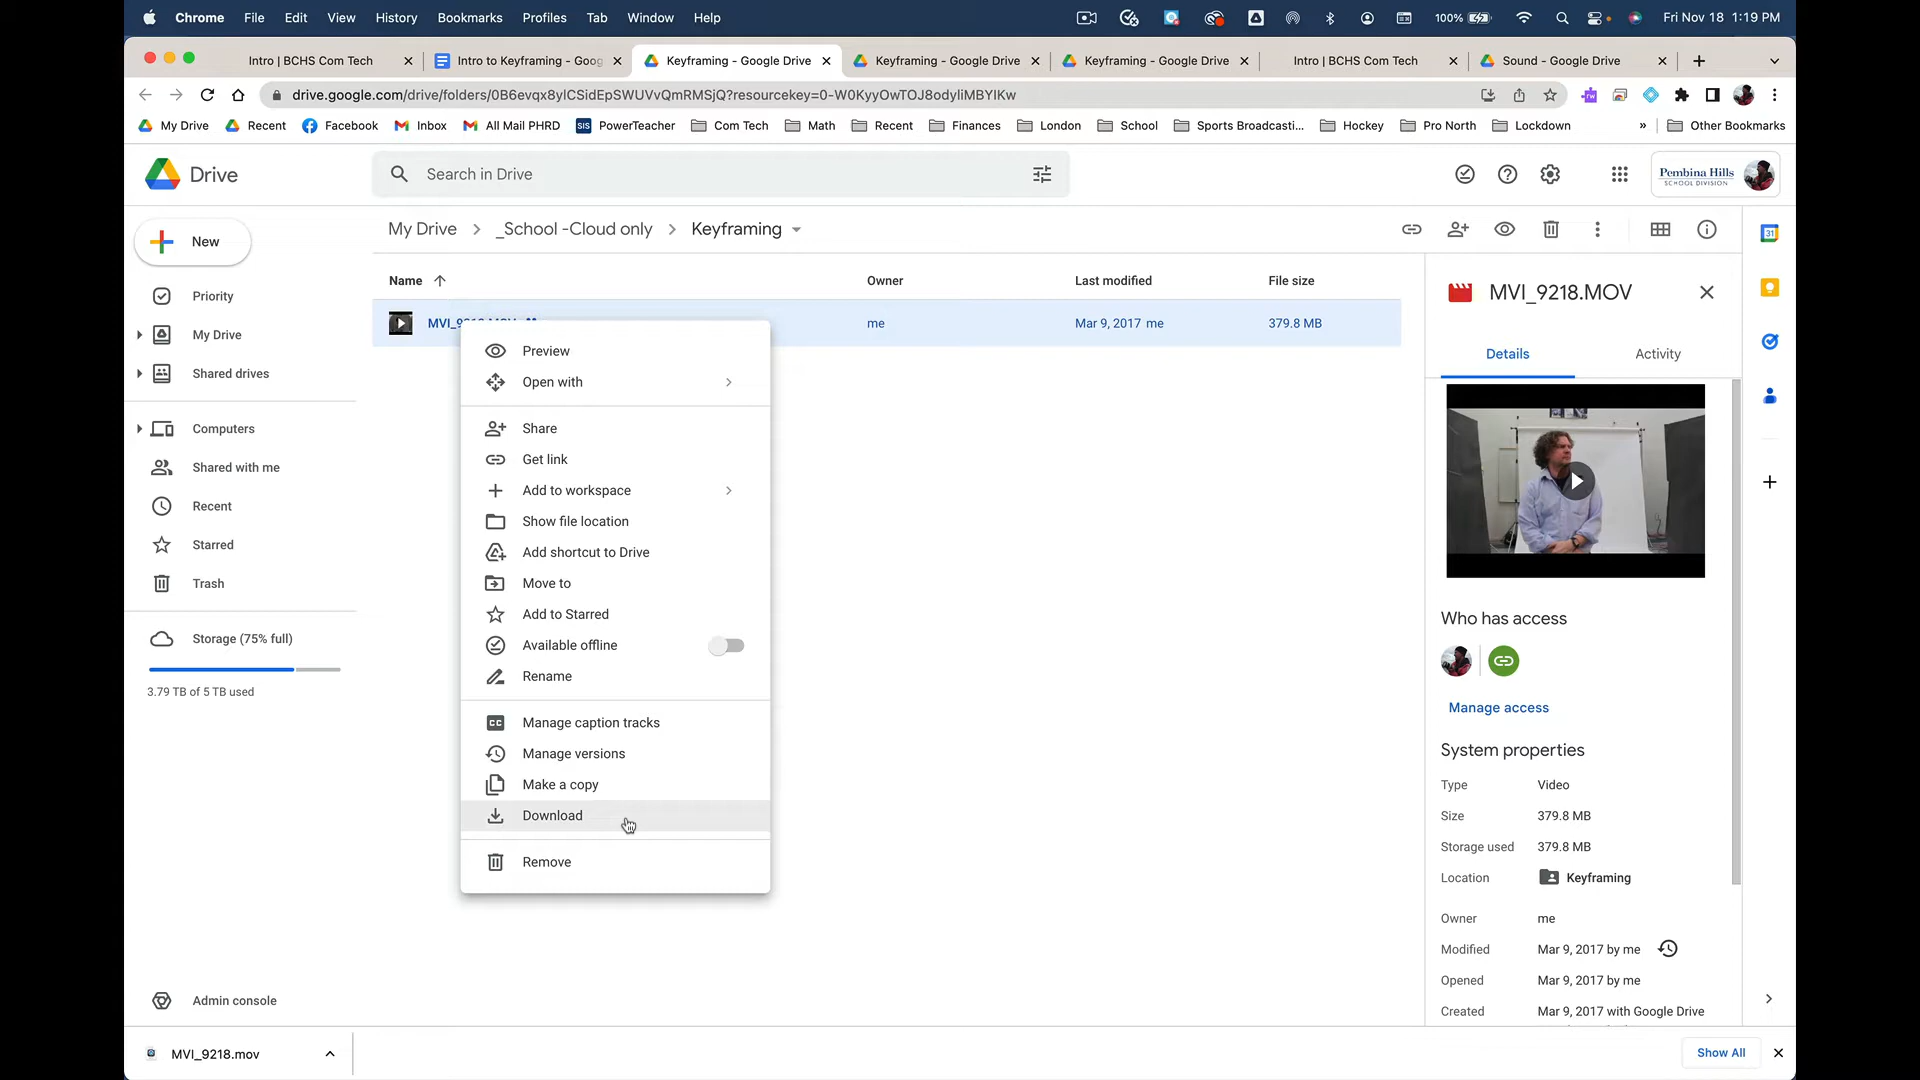 Chrome File Edit View History Bookmarks Profiles Tab Window Help 100% Fri Nov 18 1:19 PM
Intro | BCHS Com Tech Intro to Keyframing - Goog Keyframing - Google Drive Keyframing - Google Drive Keyframing - Google Drive Intro | BCHS Com Tech Sound - Google Drive
drive.google.com/drive/folders/0B6evqx8ylCSidEpSWUVvQmRMSjQ?resourcekey=0-W0KyyOwTOJ8odyliMBYIKw
My Drive Recent Facebook Inbox All Mail PHRD SIS PowerTeacher Com Tech Math Recent Finances London School Sports Broadcasti... Hockey Pro North Lockdown » Other Bookmarks
Drive
Search in Drive
Pembina Hills
SCHOOL DIVISION
New
Priority
My Drive
Shared drives
Computers
Shared with me
Recent
Starred
Trash
Storage (75% full)
3.79 TB of 5 TB used
Admin console
My Drive > _School -Cloud only > Keyframing
Name Owner Last modified File size
me Mar 9, 2017 me 379.8 MB
Preview
Open with
Share
Get link
Add to workspace
Show file location
Add shortcut to Drive
Move to
Add to Starred
Available offline
Rename
CC Manage caption tracks
Manage versions
Make a copy
Download
Remove
MVI_9218.MOV
Details Activity
Who has access
Manage access
System properties
Type Video
Size 379.8 MB
Storage used 379.8 MB
Location Keyframing
Owner me
Modified Mar 9, 2017 by me
Opened Mar 9, 2017 by me
Created Mar 9, 2017 with Google Drive
31
MVI_9218.mov
Show All